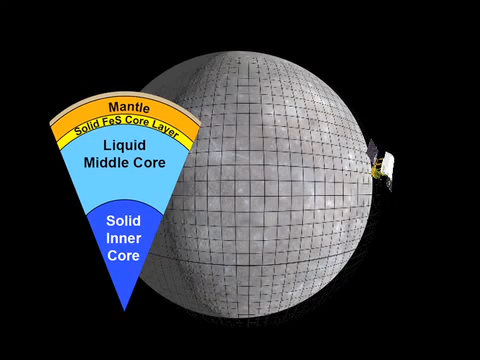 Mantle
Solid FeS Core Layer
Liquid
Middle Core
Solid
Inner
Core